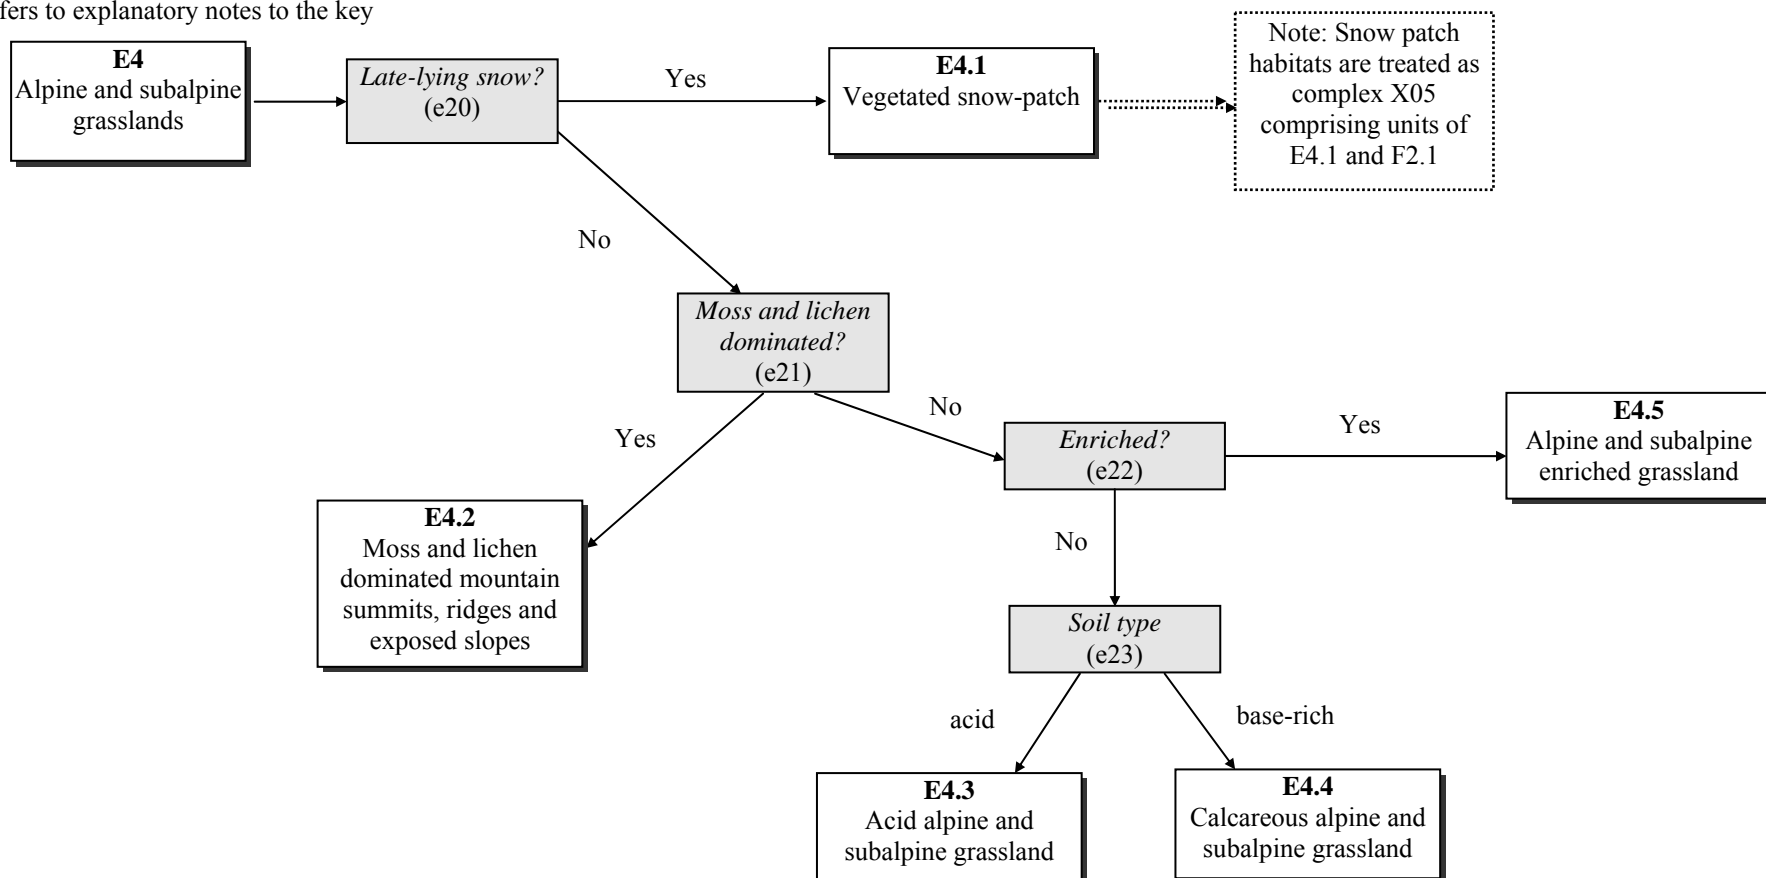 fers to explanatory notes to the key
E4
Alpine and subalpine
grasslands
Late-lying snow?
(e20)
Yes
E4.1
Vegetated snow-patch
Note: Snow patch
habitats are treated as
complex X05
comprising units of
E4.1 and F2.1
No
Moss and lichen
dominated?
(e21)
Yes
No
Enriched?
(e22)
Yes
E4.5
Alpine and subalpine
enriched grassland
E4.2
Moss and lichen
dominated mountain
summits, ridges and
exposed slopes
No
Soil type
(e23)
acid
base-rich
E4.3
Acid alpine and
subalpine grassland
E4.4
Calcareous alpine and
subalpine grassland